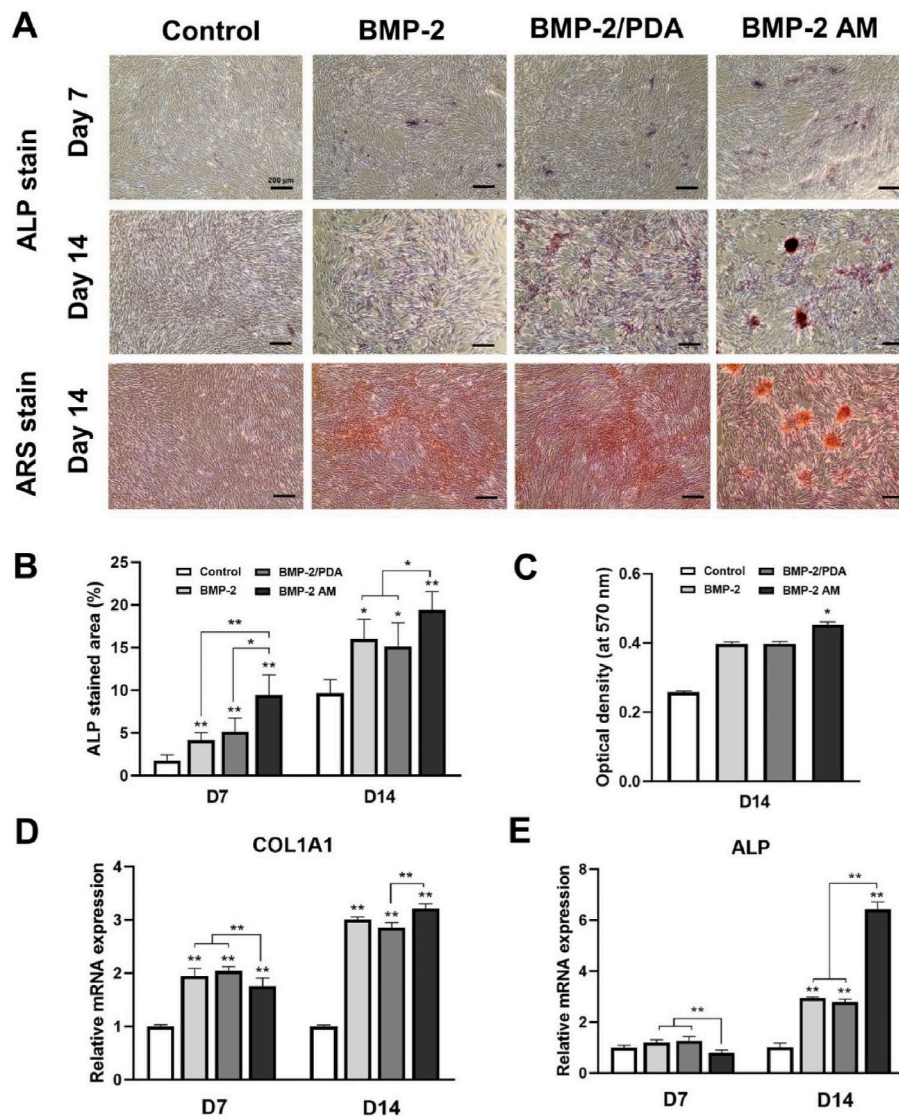 A
Control BMP-2 BMP-2/PDA BMP-2 AM
ALP stain
Day 7
200 µm
Day 14
ARS stain
Day 14
B
ALP stained area (%)
25
20
15
10
5
0
Control BMP-2/PDA
BMP-2 BMP-2 AM
** ** ** * **
* * * **
D7 D14
C
Optical density (at 570 nm)
0.6
0.4
0.2
0.0
Control BMP-2/PDA
BMP-2 BMP-2 AM
*
D14
D
COL1A1
Relative mRNA expression
4
3
2
1
0
** ** ** **
** ** ** **
D7 D14
E
ALP
Relative mRNA expression
8
6
4
2
0
**
** ** ** **
D7 D14